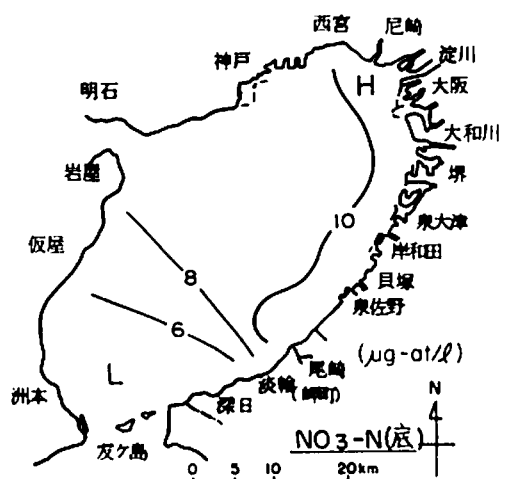 西宮
尼崎
淀川
神戸
H
大阪
明石
大和川
岩屋
堺
10
泉大津
仮屋
岸和田
8
貝塚
泉佐野
6
(μg-at/ℓ)
L
尾崎
淡輪
(岬町)
洲本
深日
N
友ケ島
NO3-N(底)
0 5 10 20km